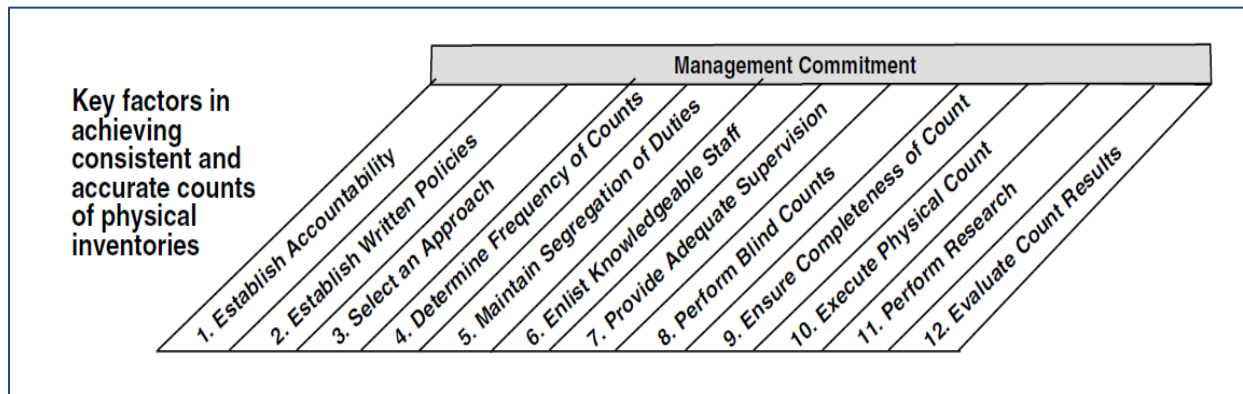 Management Commitment
Key factors in
achieving
consistent and
accurate counts
of physical
inventories
1. Establish Accountability
2. Establish Written Policies
3. Select an Approach
4. Determine Frequency of Counts
5. Maintain Segregation of Duties
6. Enlist Knowledgeable Staff
7. Provide Adequate Supervision
8. Perform Blind Counts
9. Ensure Completeness of Count
10. Execute Physical Count
11. Perform Research
12. Evaluate Count Results